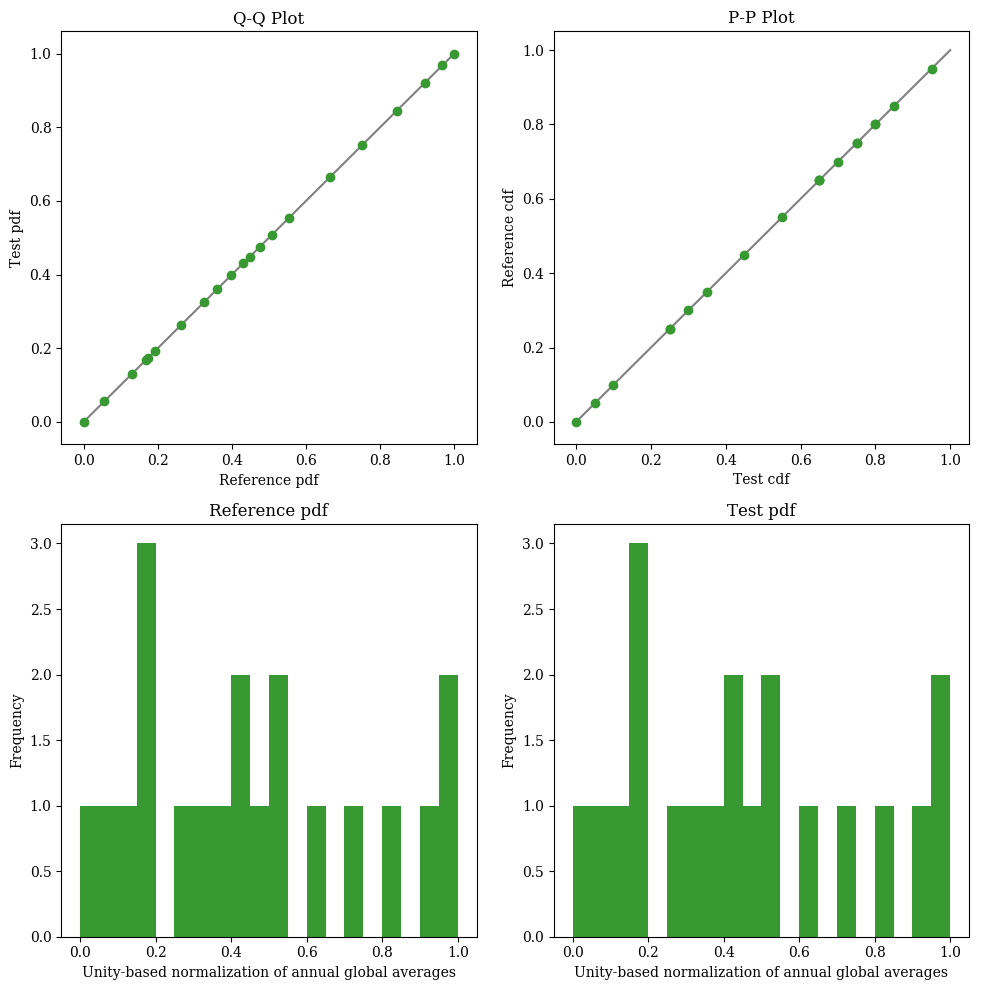 Q-Q Plot
1.0
0.8
0.6
0.4
0.2
0.0
Test pdf
0.0 0.2 0.4 0.6 0.8 1.0
Reference pdf
P-P Plot
1.0
0.8
0.6
0.4
0.2
0.0
Reference cdf
0.0 0.2 0.4 0.6 0.8 1.0
Test cdf
Reference pdf
3.0
2.5
2.0
1.5
1.0
0.5
0.0
Frequency
0.0 0.2 0.4 0.6 0.8 1.0
Unity-based normalization of annual global averages
Test pdf
3.0
2.5
2.0
1.5
1.0
0.5
0.0
Frequency
0.0 0.2 0.4 0.6 0.8 1.0
Unity-based normalization of annual global averages